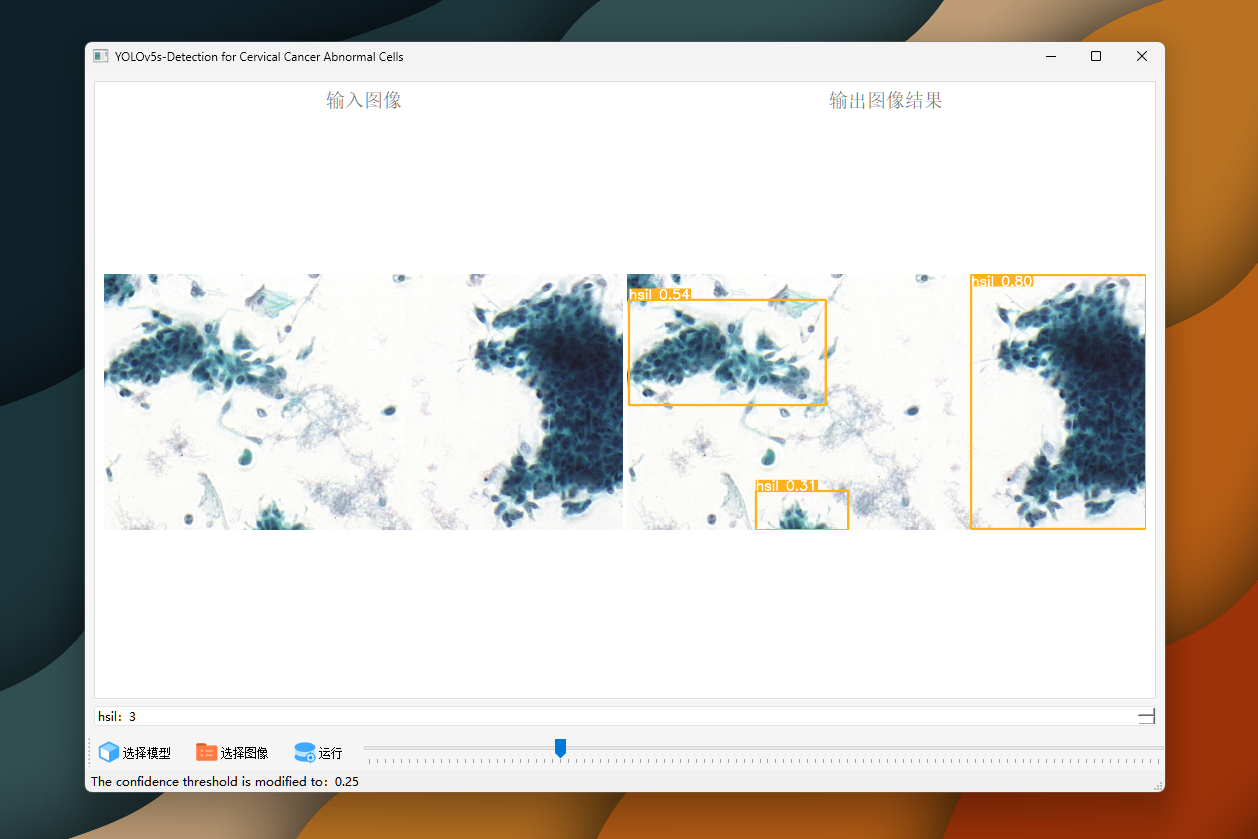 YOLOv5s-Detection for Cervical Cancer Abnormal Cells
输入图像
输出图像结果
hsil 0.54
hsil 0.80
hsil 0.31
hsil：3
选择模型
选择图像
运行
The confidence threshold is modified to：0.25